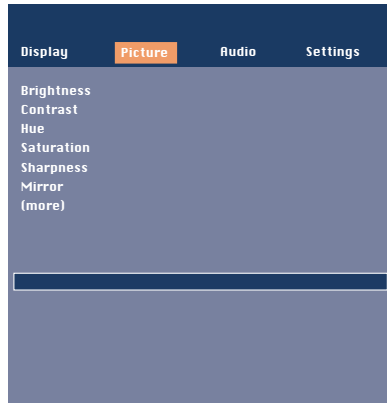 Display Picture Audio Settings
Brightness
Contrast
Hue
Saturation
Sharpness
Mirror
(more)